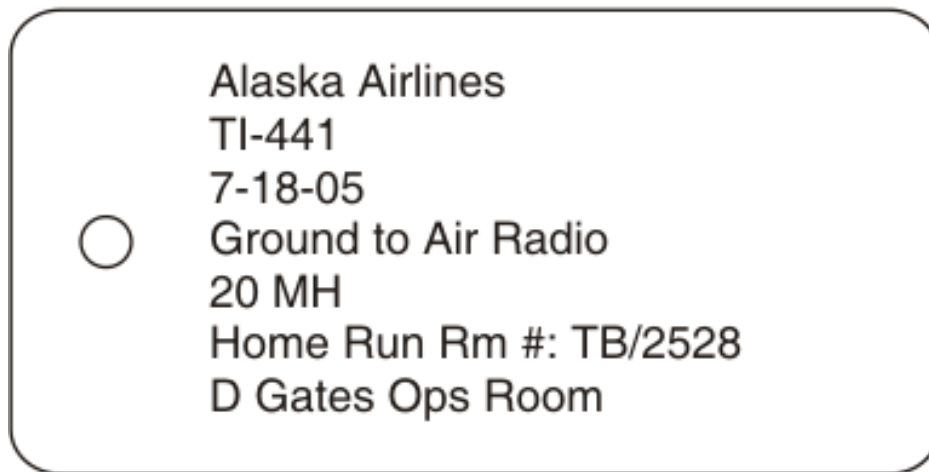 Alaska Airlines
TI-441
7-18-05
Ground to Air Radio
20 MH
Home Run Rm #: TB/2528
D Gates Ops Room